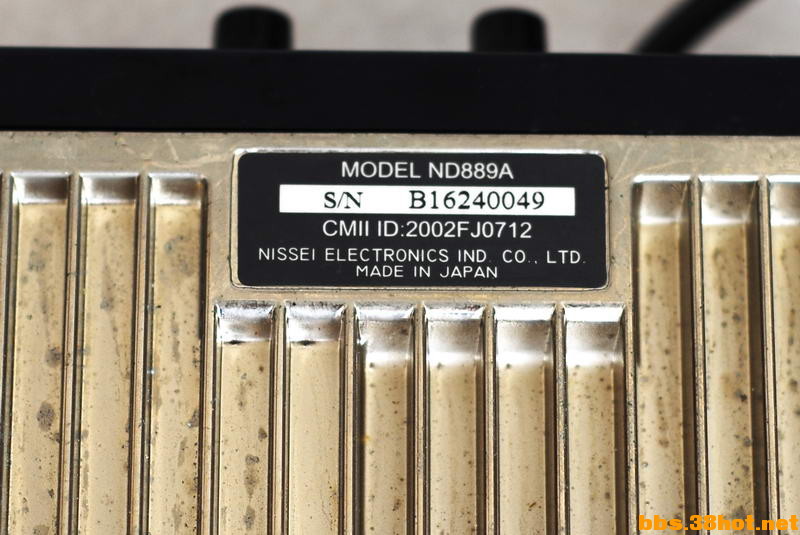 MODEL ND889A
S/N B16240049
CMII ID:2002FJ0712
NISSEI ELECTRONICS IND. CO., LTD.
MADE IN JAPAN
bbs.38hot.net